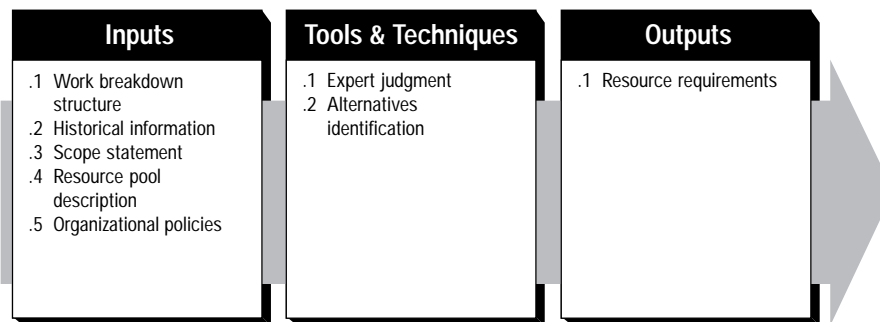 Inputs
.1 Work breakdown
structure
.2 Historical information
.3 Scope statement
.4 Resource pool
description
.5 Organizational policies
Tools & Techniques
.1 Expert judgment
.2 Alternatives
identification
Outputs
.1 Resource requirements